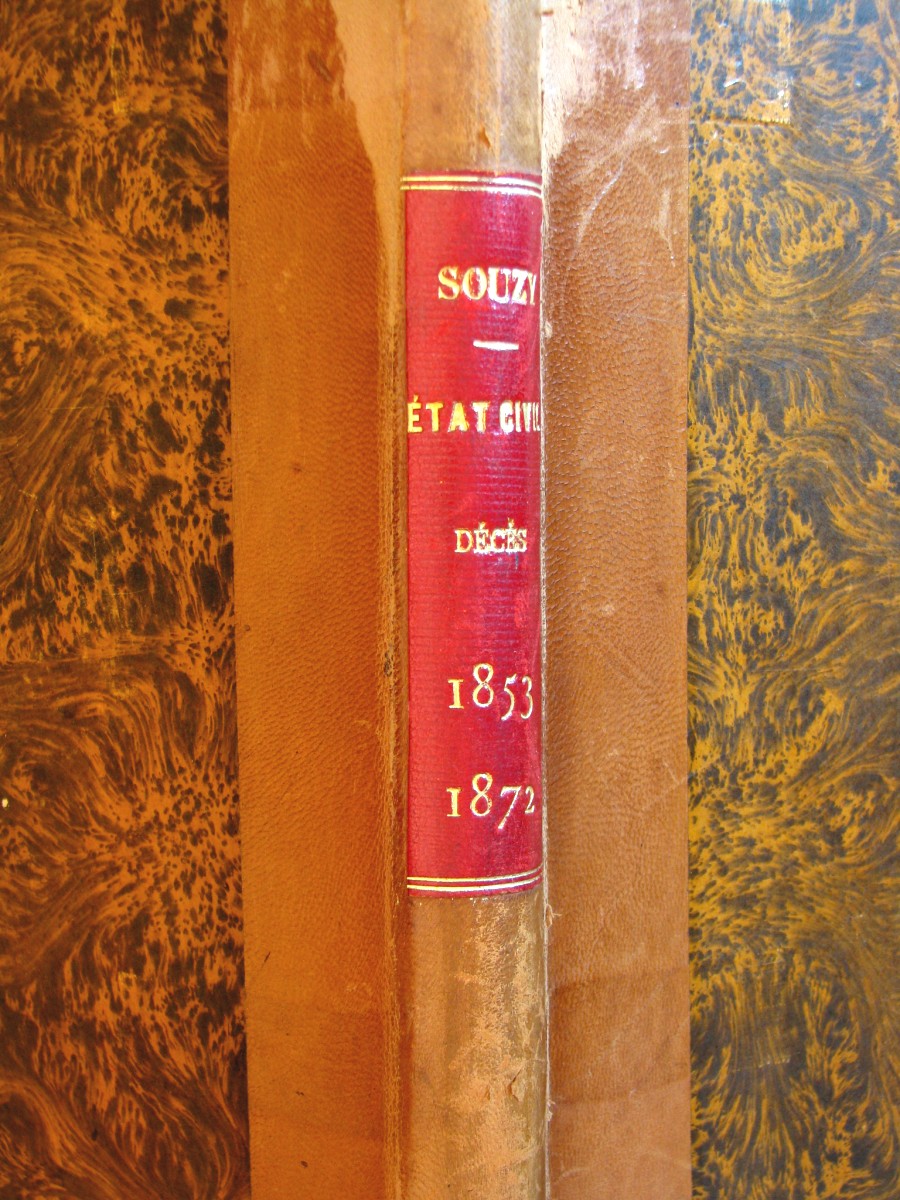 SOUZY
ÉTAT CIVIL
DÉCÈS
1853
1872